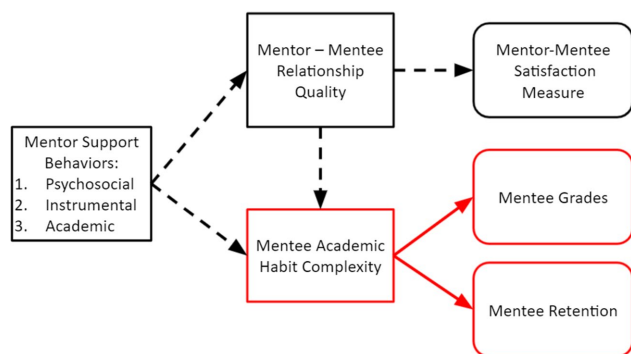 Mentor – Mentee
Relationship
Quality
Mentor-Mentee
Satisfaction
Measure
Mentor Support
Behaviors:
1. Psychosocial
2. Instrumental
3. Academic
Mentee Academic
Habit Complexity
Mentee Grades
Mentee Retention